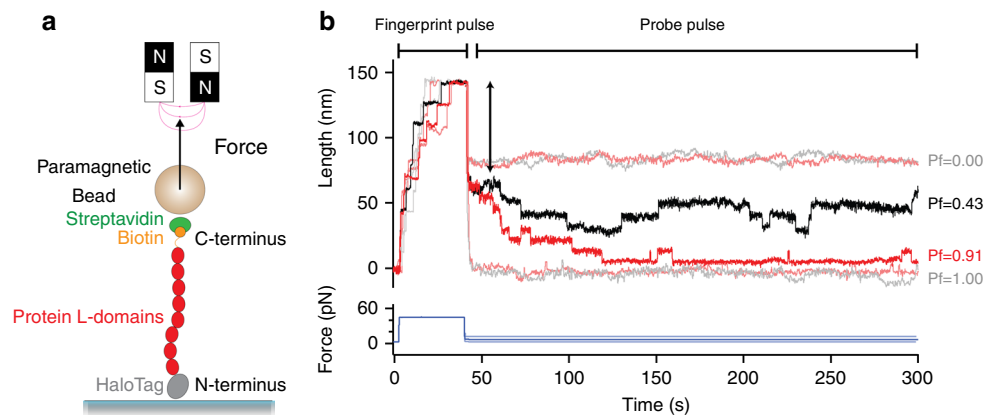 a
N
S
S
N
Force
Paramagnetic
Bead
Streptavidin
Biotin
C-terminus
Protein L-domains
HaloTag
N-terminus
b
Fingerprint pulse
Probe pulse
Length (nm)
150
100
50
0
Pf=0.00
Pf=0.43
Pf=0.91
Pf=1.00
Force (pN)
60
0
0
50
100
150
200
250
300
Time (s)